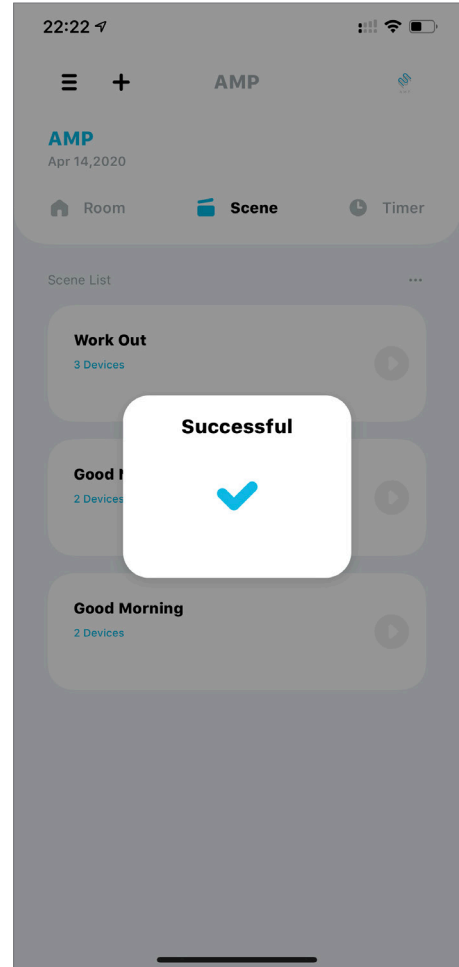 22:22
AMP
AMP
Apr 14,2020
Room
Scene
Timer
Scene List
Work Out
3 Devices
Successful
Good
2 Devices
Good Morning
2 Devices